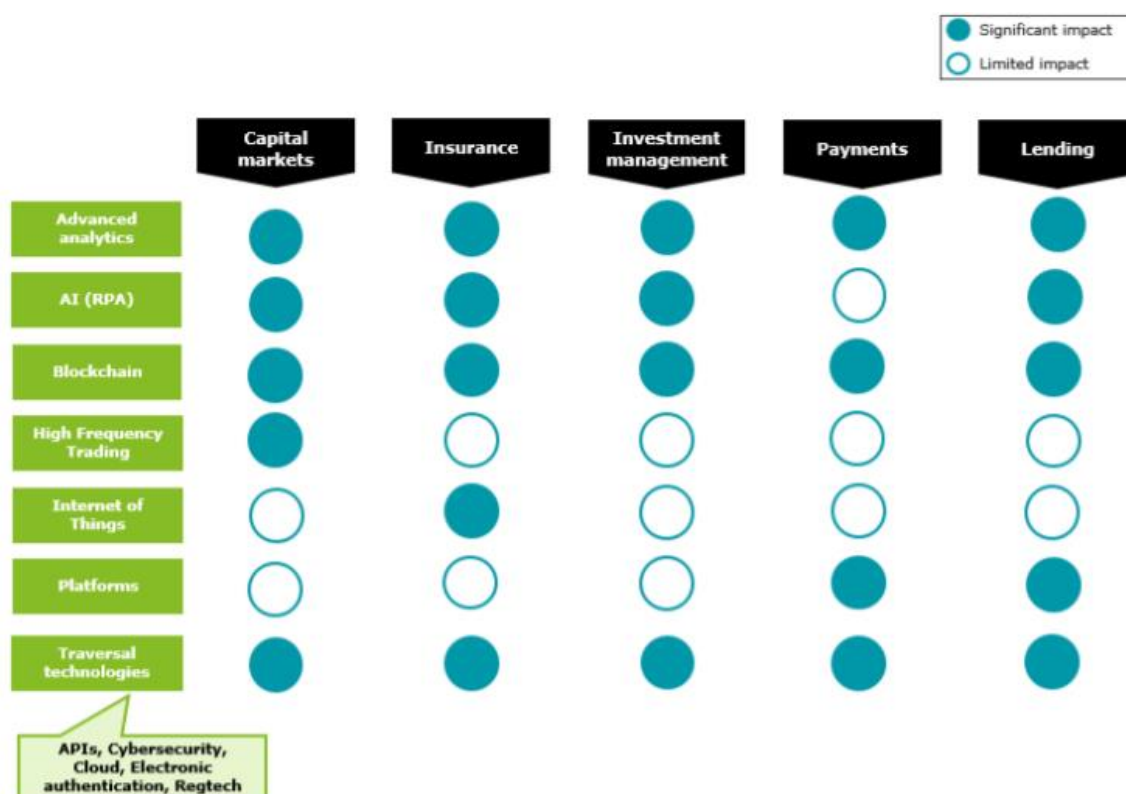 Significant impact
Limited impact
Capital
markets
Insurance
Investment
management
Payments
Lending
Advanced
analytics
AI (RPA)
Blockchain
High Frequency
Trading
Internet of
Things
Platforms
Traversal
technologies
APIs, Cybersecurity,
Cloud, Electronic
authentication, Regtech